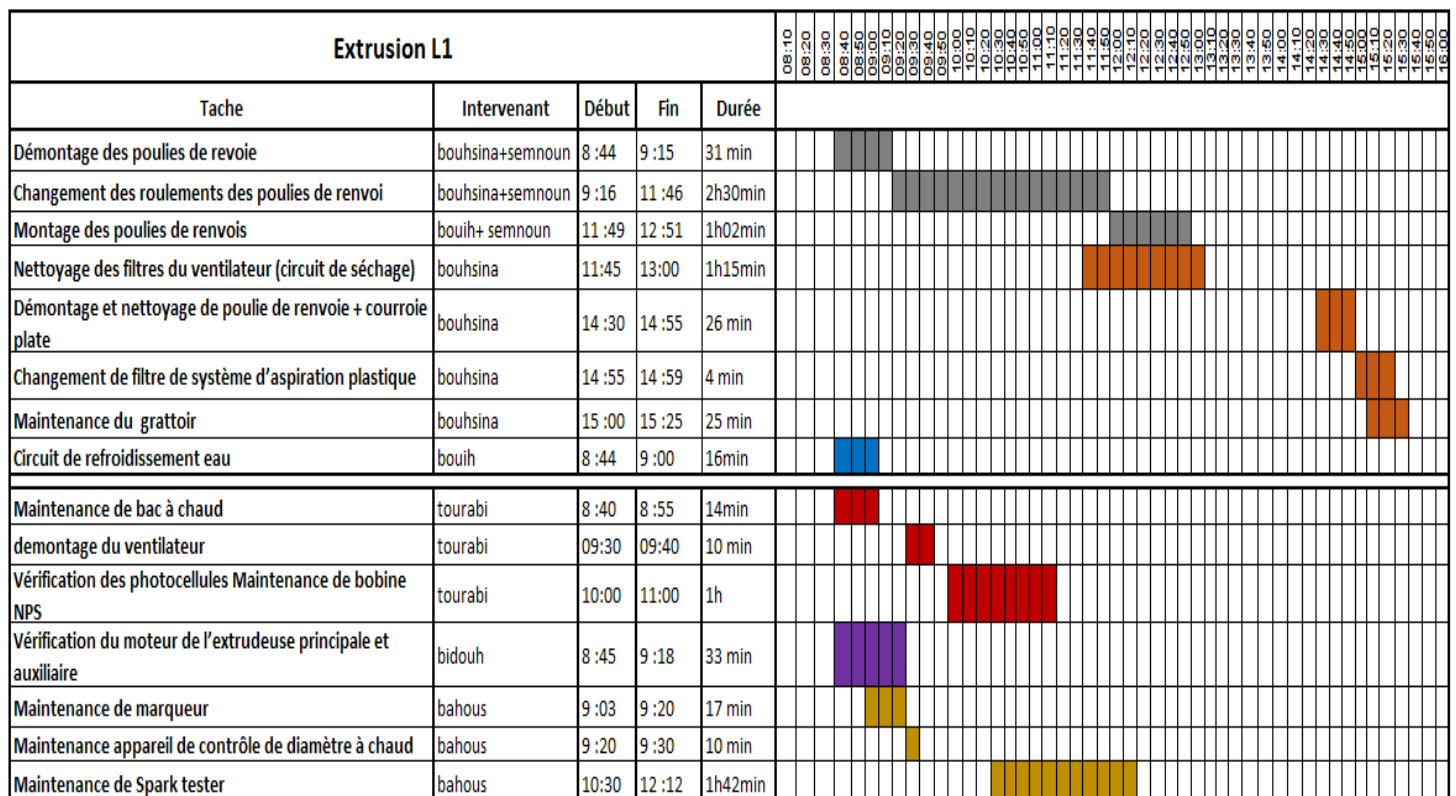 Extrusion L1 08:10 08:20 08:30 08:40 08:50 09:00 09:10 09:20 09:30 09:40 09:50 10:00 10:10 10:20 10:30 10:40 10:50 11:00 11:10 11:20 11:30 11:40 11:50 12:00 12:10 12:20 12:30 12:40 12:50 13:00 13:10 13:20 13:30 13:40 13:50 14:00 14:10 14:20 14:30 14:40 14:50 15:00 15:10 15:20 15:30 15:40 15:50 16:00
Tache Intervenant Début Fin Durée
Démontage des poulies de revoie bouhsina+semnoun 8 :44 9 :15 31 min
Changement des roulements des poulies de renvoi bouhsina+semnoun 9 :16 11 :46 2h30min
Montage des poulies de renvois bouih+ semnoun 11 :49 12 :51 1h02min
Nettoyage des filtres du ventilateur (circuit de séchage) bouhsina 11:45 13:00 1h15min
Démontage et nettoyage de poulie de renvoie + courroie
plate bouhsina 14 :30 14 :55 26 min
Changement de filtre de système d’aspiration plastique bouhsina 14 :55 14 :59 4 min
Maintenance du grattoir bouhsina 15 :00 15 :25 25 min
Circuit de refroidissement eau bouih 8 :44 9 :00 16min
Maintenance de bac à chaud tourabi 8 :40 8 :55 14min
demontage du ventilateur tourabi 09:30 09:40 10 min
Vérification des photocellules Maintenance de bobine
NPS tourabi 10:00 11:00 1h
Vérification du moteur de l’extrudeuse principale et
auxiliaire bidouh 8 :45 9 :18 33 min
Maintenance de marqueur bahous 9 :03 9 :20 17 min
Maintenance appareil de contrôle de diamètre à chaud bahous 9 :20 9 :30 10 min
Maintenance de Spark tester bahous 10:30 12 :12 1h42min